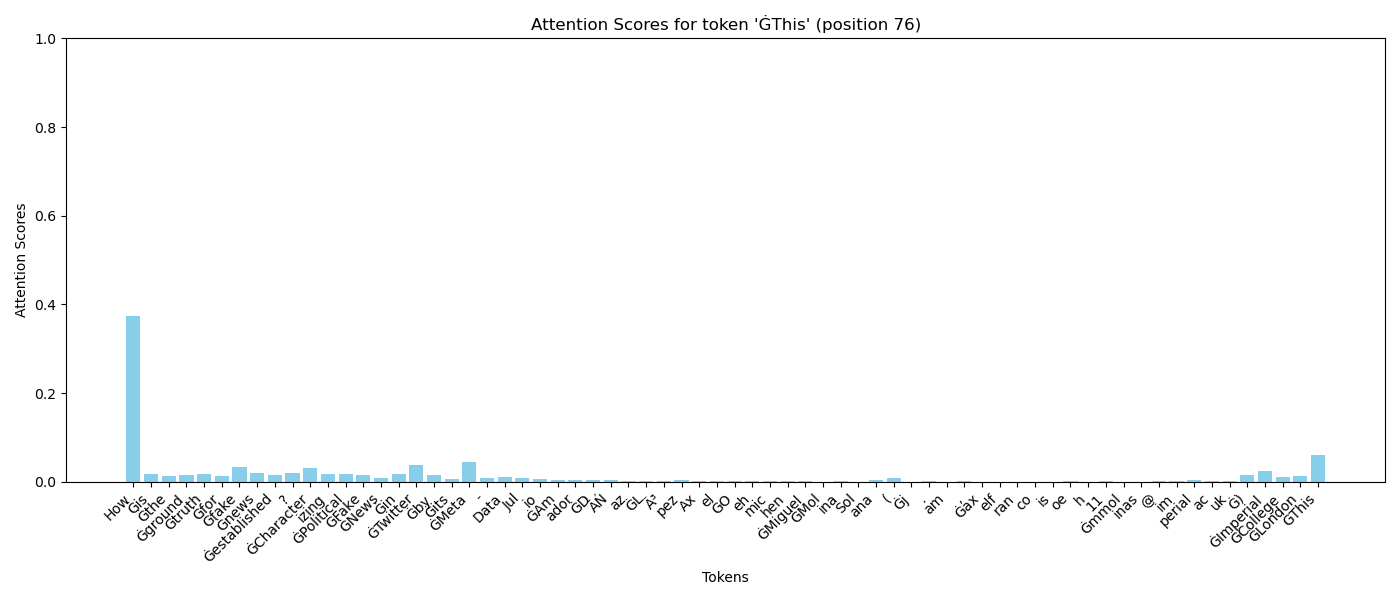 Attention Scores for token 'ĠThis' (position 76)
Attention Scores
1.0
0.8
0.6
0.4
0.2
0.0
How
Ġis
Ġthe
Ġground
Ġtruth
Ġfor
Ġfake
Ġnews
Ġestablished
?
ĠCharacter
izing
ĠPolitical
ĠFake
ĠNews
Ġin
ĠTwitter
Ġby
Ġits
ĠMeta
-
Data
Jul
io
ĠAm
ador
ĠD
az
ĠL
Ã³
pez
Ax
el
ĠO
eh
mic
hen
ĠMiguel
ĠMol
ina
Sol
ana
(
Ġj
.
im
Ġax
elf
ran
co
is
oe
h
11
Ġmmol
inas
@
im
perial
ac
uk
Ġ)
ĠImperial
ĠCollege
ĠLondon
ĠThis
Tokens